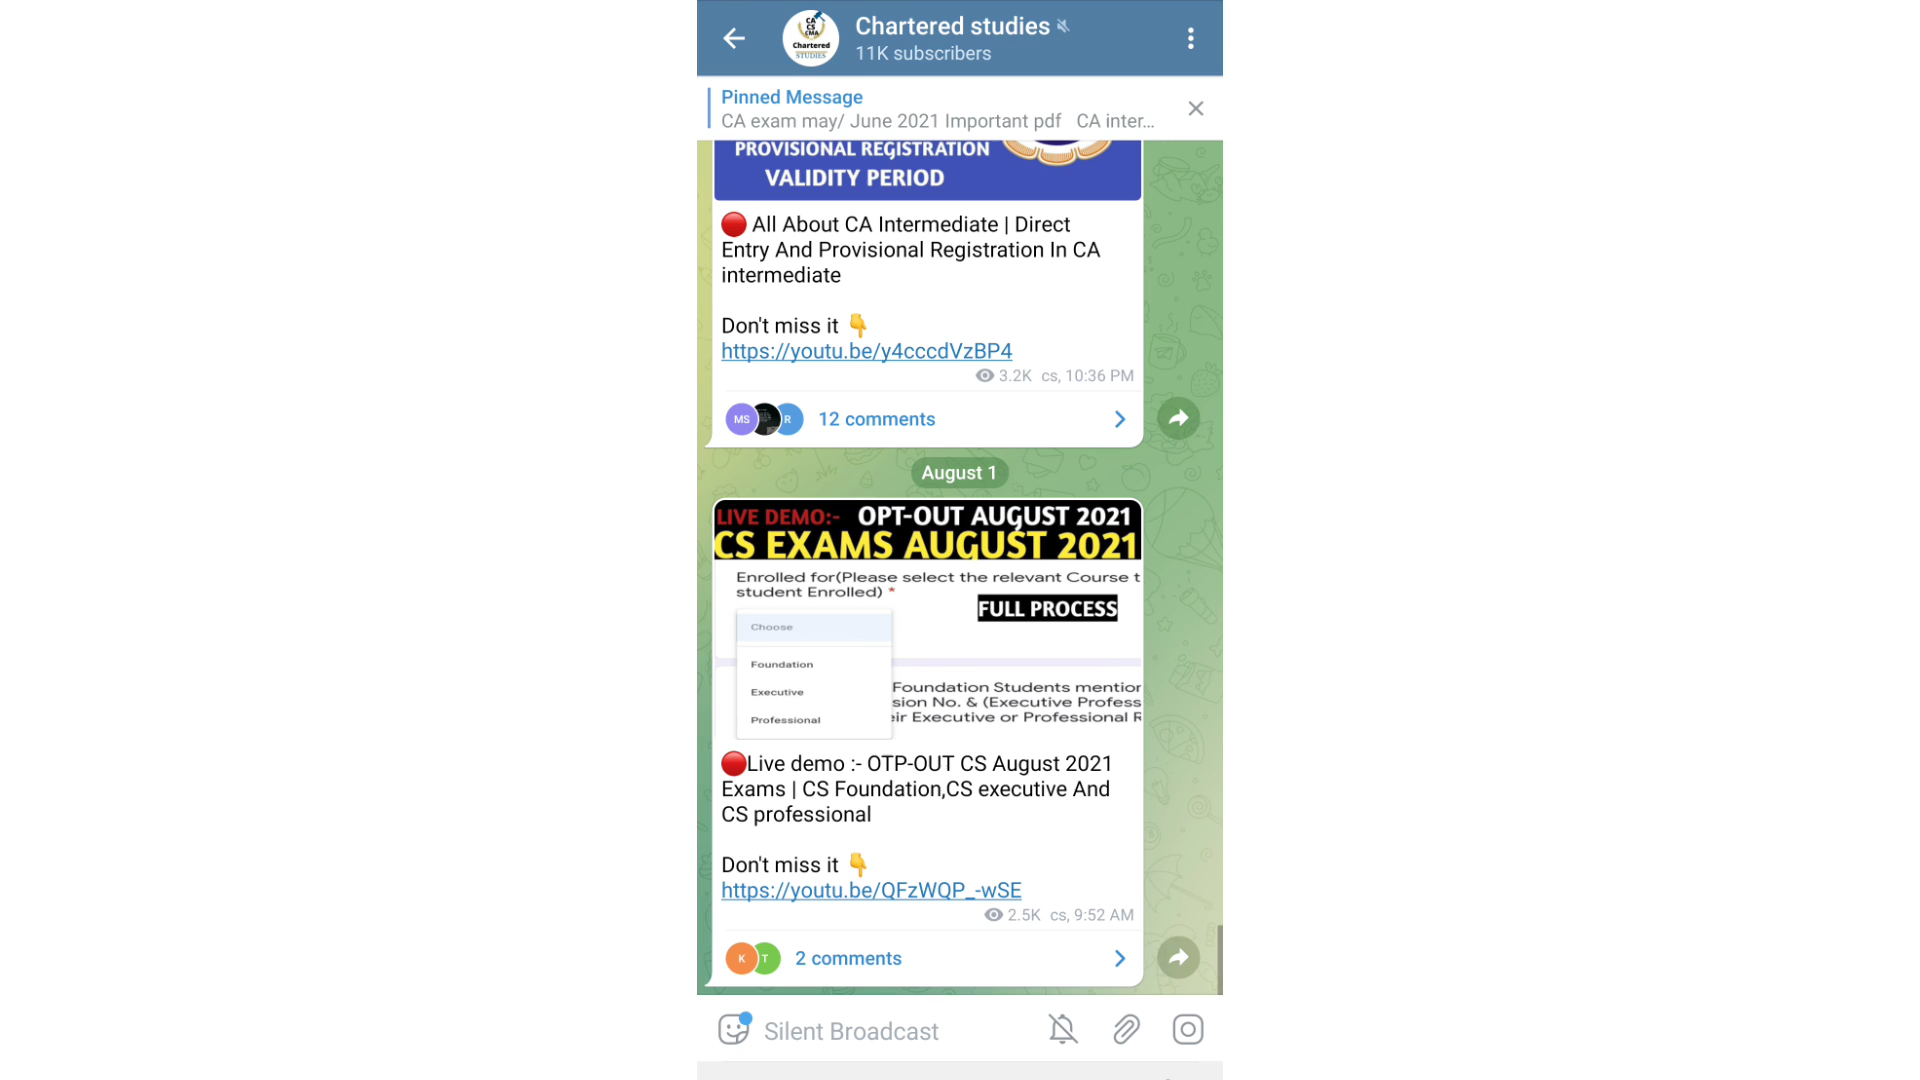 CA
CS
CMA
Chartered
STUDIES
Chartered studies
11K subscribers
Pinned Message
CA exam may/ June 2021 Important pdf CA inter...
PROVISIONAL REGISTRATION
VALIDITY PERIOD
All About CA Intermediate | Direct
Entry And Provisional Registration In CA
intermediate
Don't miss it
https://youtu.be/y4cccdVzBP4
3.2K cs, 10:36 PM
MS
R
12 comments
August 1
LIVE DEMO:- OPT-OUT AUGUST 2021
CS EXAMS AUGUST 2021
Enrolled for(Please select the relevant Course t
student Enrolled) *
FULL PROCESS
Choose
Foundation
Executive
Professional
Foundation Students mention
sion No. & (Executive Profess
eir Executive or Professional R
Live demo :- OTP-OUT CS August 2021
Exams | CS Foundation,CS executive And
CS professional
Don't miss it
https://youtu.be/QFzWQP_-wSE
2.5K cs, 9:52 AM
K
T
2 comments
Silent Broadcast